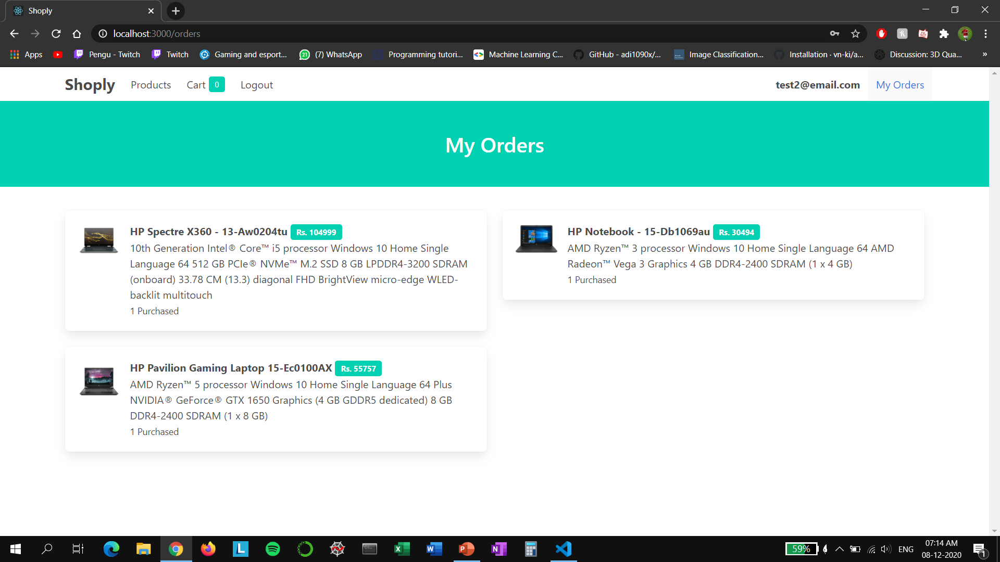 Shoply
localhost:3000/orders
Apps
Pengu - Twitch
Twitch
Gaming and esport...
21
(7) WhatsApp
Programming tutori...
Machine Learning C...
GitHub - adi1090x/...
Image Classification...
Installation · vn-ki/a...
Discussion: 3D Qua...
»
Shoply
Products
Cart 0
Logout
test2@email.com
My Orders
My Orders
HP Spectre X360 - 13-Aw0204tu Rs. 104999
10th Generation Intel® Core™ i5 processor Windows 10 Home Single
Language 64 512 GB PCIe® NVMe™ M.2 SSD 8 GB LPDDR4-3200 SDRAM
(onboard) 33.78 CM (13.3) diagonal FHD BrightView micro-edge WLED-
backlit multitouch
1 Purchased
HP Notebook - 15-Db1069au Rs. 30494
AMD Ryzen™ 3 processor Windows 10 Home Single Language 64 AMD
Radeon™ Vega 3 Graphics 4 GB DDR4-2400 SDRAM (1 x 4 GB)
1 Purchased
HP Pavilion Gaming Laptop 15-Ec0100AX Rs. 55757
AMD Ryzen™ 5 processor Windows 10 Home Single Language 64 Plus
NVIDIA® GeForce® GTX 1650 Graphics (4 GB GDDR5 dedicated) 8 GB
DDR4-2400 SDRAM (1 x 8 GB)
1 Purchased
59%
ENG
07:14 AM
08-12-2020
1